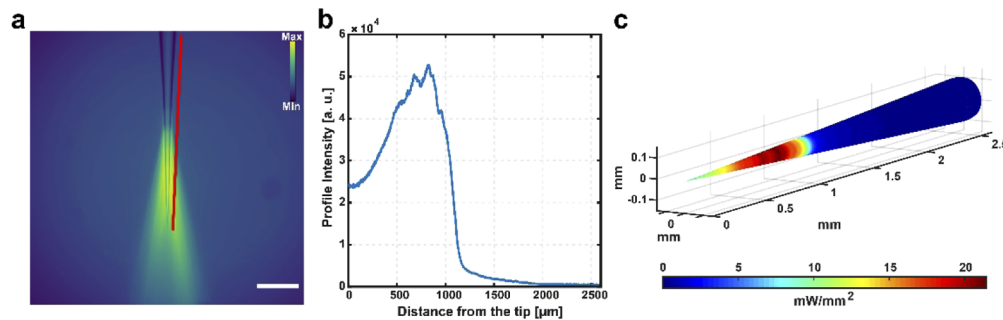 a
Max
Min
b
× 10⁴
6
5
4
3
2
1
0
Profile Intensity [a. u.]
0 500 1000 1500 2000 2500
Distance from the tip [µm]
c
0.1
0
-0.1
mm
0
mm
0
0.5
1
1.5
2
2.5
mm
0 5 10 15 20
mW/mm²